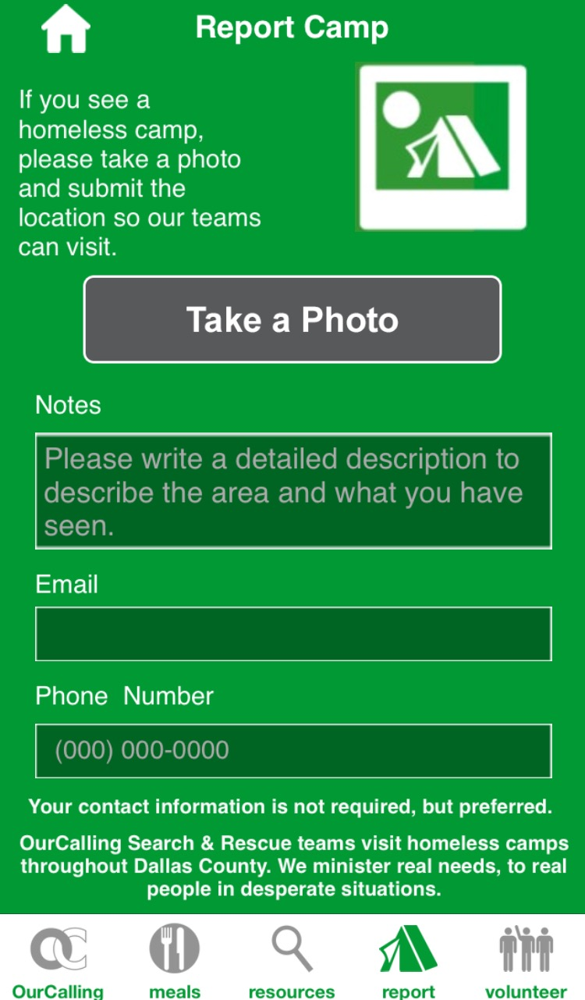 Report Camp
If you see a
homeless camp,
please take a photo
and submit the
location so our teams
can visit.
Take a Photo
Notes
Please write a detailed description to
describe the area and what you have
seen.
Email
Phone  Number
(000) 000-0000
Your contact information is not required, but preferred.
OurCalling Search & Rescue teams visit homeless camps
throughout Dallas County. We minister real needs, to real
people in desperate situations.
OC
OurCalling
meals
resources
report
volunteer